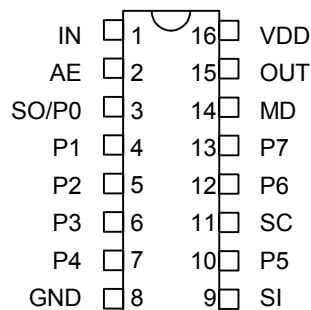 IN 1 16 VDD
AE 2 15 OUT
SO/P0 3 14 MD
P1 4 13 P7
P2 5 12 P6
P3 6 11 SC
P4 7 10 P5
GND 8 9 SI